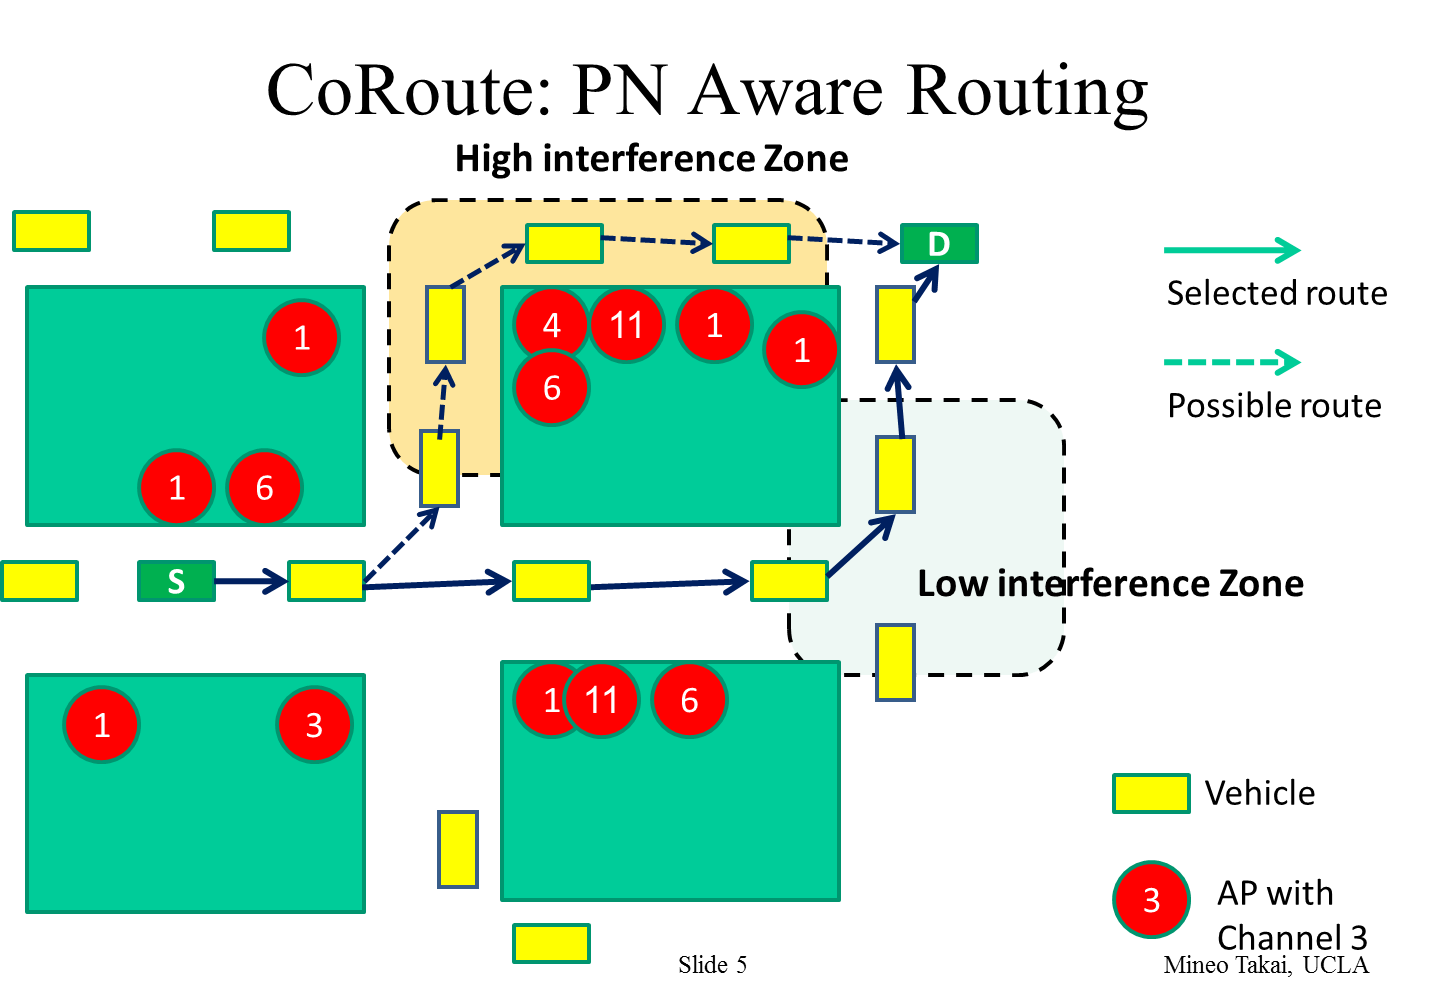 CoRoute: PN Aware Routing
High interference Zone
D
Selected route
1
4
11
1
1
6
Possible route
1
6
S
Low interference Zone
1
3
1
11
6
Vehicle
3
AP with
Channel 3
Slide 5
Mineo Takai, UCLA